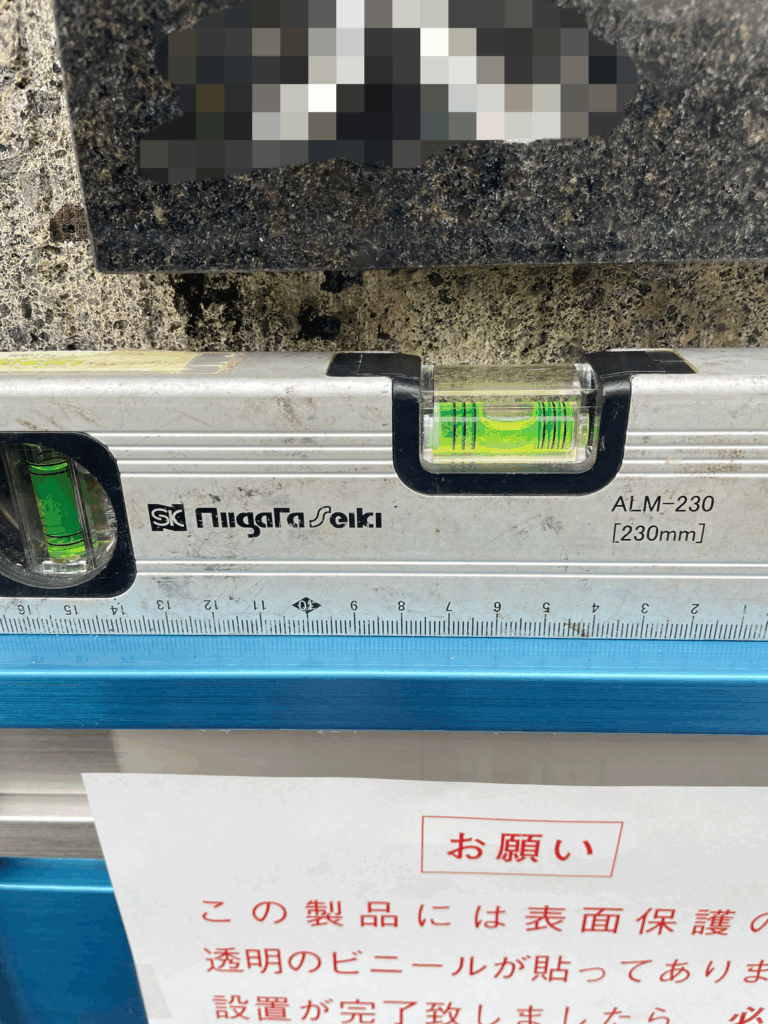 SK Niigata Seiki
ALM-230
[230mm]
16 15 14 13 12 11 10 9 8 7 6 5 4 3 2 1
お願い
この製品には表面保護の
透明のビニールが貼ってありま
設置が完了致しましたら、必